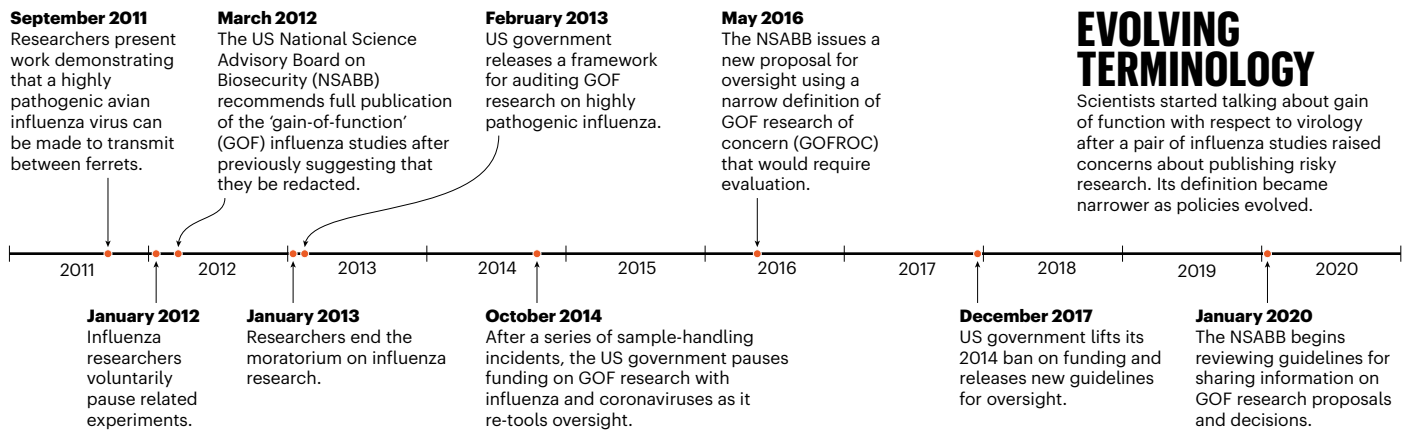 EVOLVING
TERMINOLOGY
Scientists started talking about gain
of function with respect to virology
after a pair of influenza studies raised
concerns about publishing risky
research. Its definition became
narrower as policies evolved.
September 2011
Researchers present
work demonstrating
that a highly
pathogenic avian
influenza virus can
be made to transmit
between ferrets.
March 2012
The US National Science
Advisory Board on
Biosecurity (NSABB)
recommends full publication
of the ‘gain-of-function’
(GOF) influenza studies after
previously suggesting that
they be redacted.
February 2013
US government
releases a framework
for auditing GOF
research on highly
pathogenic influenza.
May 2016
The NSABB issues a
new proposal for
oversight using a
narrow definition of
GOF research of
concern (GOFROC)
that would require
evaluation.
2011
2012
2013
2014
2015
2016
2017
2018
2019
2020
January 2012
Influenza
researchers
voluntarily
pause related
experiments.
January 2013
Researchers end the
moratorium on influenza
research.
October 2014
After a series of sample-handling
incidents, the US government pauses
funding on GOF research with
influenza and coronaviruses as it
re-tools oversight.
December 2017
US government lifts its
2014 ban on funding and
releases new guidelines
for oversight.
January 2020
The NSABB begins
reviewing guidelines for
sharing information on
GOF research proposals
and decisions.